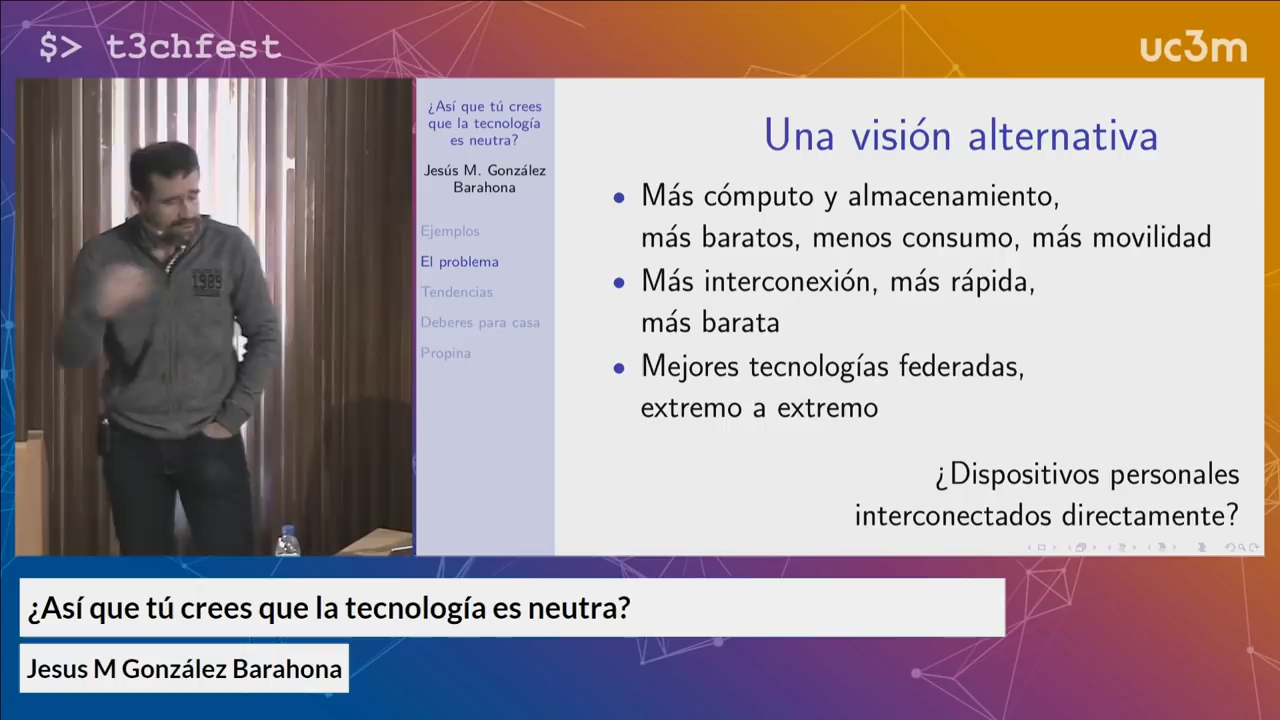 $> t3chfest
uc3m
¿Así que tú crees
que la tecnología
es neutra?
Jesús M. González
Barahona
Ejemplos
El problema
Tendencias
Deberes para casa
Propina
Una visión alternativa
• Más cómputo y almacenamiento,
más baratos, menos consumo, más movilidad
• Más interconexión, más rápida,
más barata
• Mejores tecnologías federadas,
extremo a extremo
¿Dispositivos personales
interconectados directamente?
1989
¿Así que tú crees que la tecnología es neutra?
Jesus M González Barahona